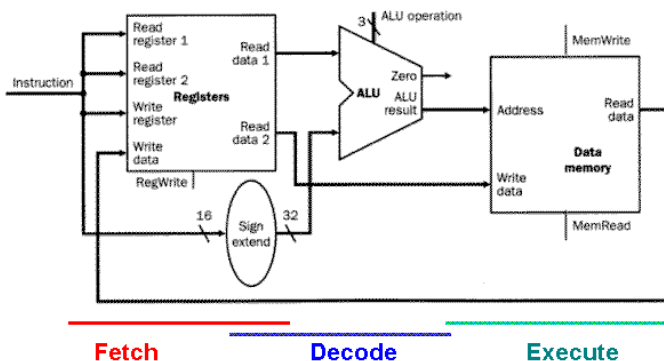 3
ALU operation
Read
register 1
Read
register 2
Write
register
Write
data
Instruction
Registers
Read
data 1
Read
data 2
RegWrite
16
Sign
extend
32
ALU
Zero
ALU
result
MemWrite
Address
Read
data
Data
memory
Write
data
MemRead
Fetch
Decode
Execute